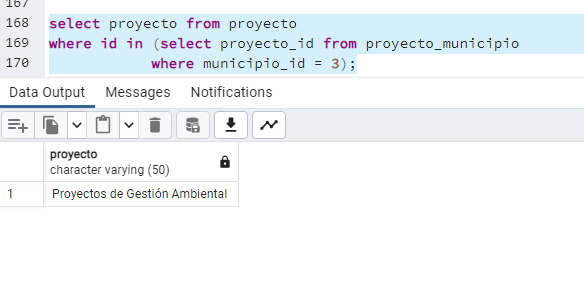 167
168 select proyecto from proyecto
169 where id in (select proyecto_id from proyecto_municipio
170 where municipio_id = 3);
Data Output Messages Notifications
proyecto
character varying (50)
1 Proyectos de Gestión Ambiental